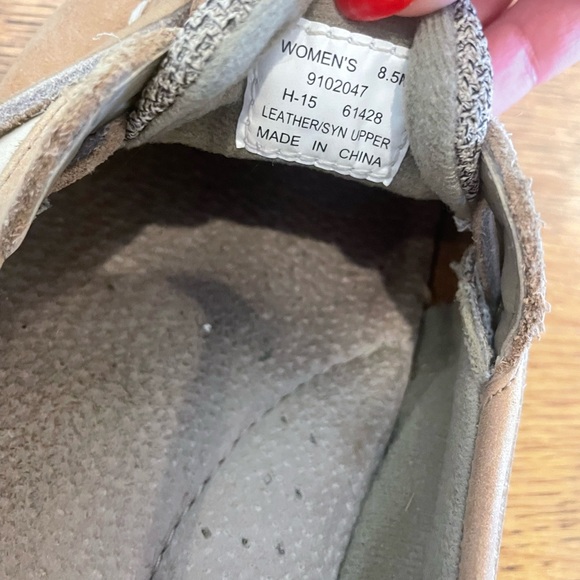 WOMEN'S 8.5M
9102047
H-15 61428
LEATHER/SYN UPPER
MADE IN CHINA